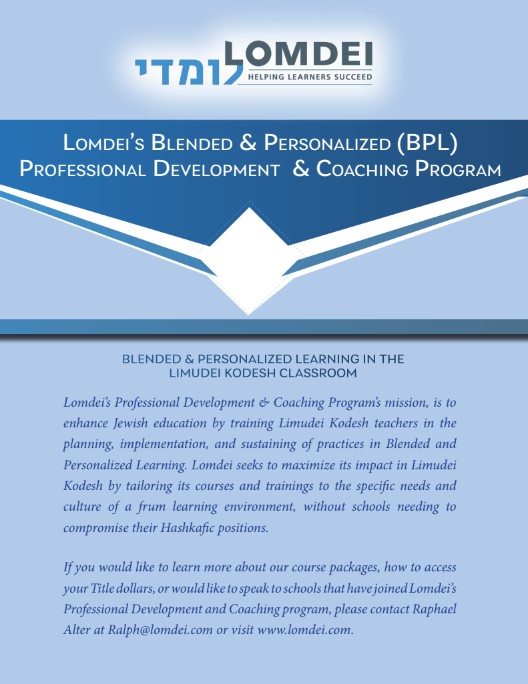 לומדי LOMDEI
HELPING LEARNERS SUCCEED
LOMDEI'S BLENDED & PERSONALIZED (BPL)
PROFESSIONAL DEVELOPMENT & COACHING PROGRAM
BLENDED & PERSONALIZED LEARNING IN THE
LIMUDEI KODESH CLASSROOM
Lomdei's Professional Development & Coaching Program's mission, is to
enhance Jewish education by training Limudei Kodesh teachers in the
planning, implementation, and sustaining of practices in Blended and
Personalized Learning. Lomdei seeks to maximize its impact in Limudei
Kodesh by tailoring its courses and trainings to the specific needs and
culture of a frum learning environment, without schools needing to
compromise their Hashkafic positions.
If you would like to learn more about our course packages, how to access
your Title dollars, or would like to speak to schools that have joined Lomdei's
Professional Development and Coaching program, please contact Raphael
Alter at Ralph@lomdei.com or visit www.lomdei.com.